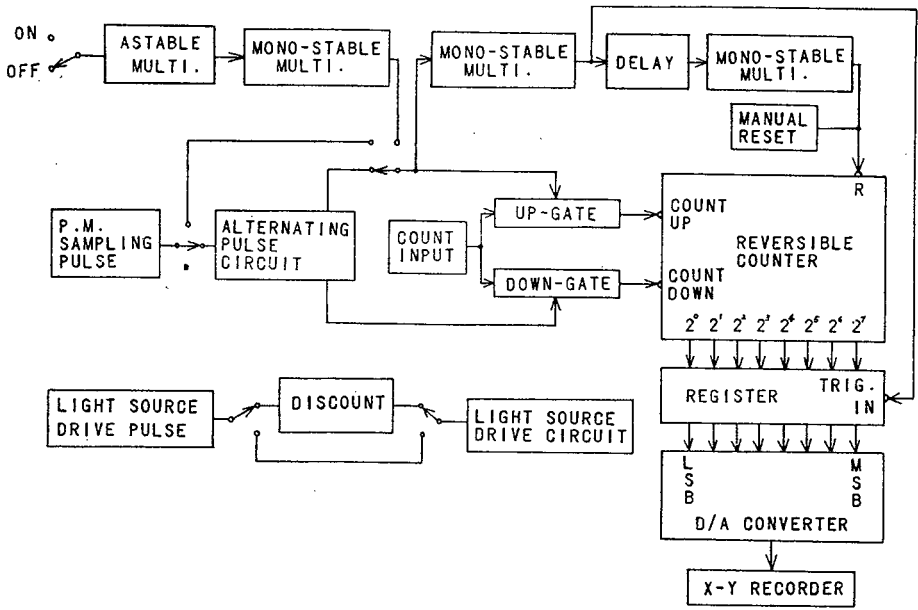 ON
OFF
ASTABLE
MULTI.
MONO-STABLE
MULTI.
MONO-STABLE
MULTI.
DELAY
MONO-STABLE
MULTI.
MANUAL
RESET
P.M.
SAMPLING
PULSE
ALTERNATING
PULSE
CIRCUIT
COUNT
INPUT
UP-GATE
DOWN-GATE
R
COUNT
UP
REVERSIBLE
COUNTER
COUNT
DOWN
2⁰ 2¹ 2² 2³ 2⁴ 2⁵ 2⁶ 2⁷
REGISTER
TRIG.
IN
LIGHT SOURCE
DRIVE PULSE
DISCOUNT
LIGHT SOURCE
DRIVE CIRCUIT
LSB
MSB
D/A CONVERTER
X-Y RECORDER